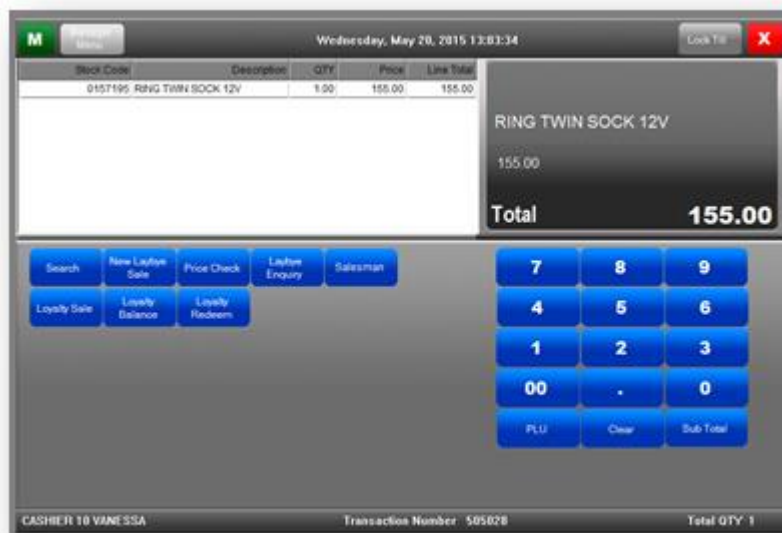 M
Menu
Wednesday, May 20, 2015 13:03:34
Lock Till
X
Stock Code Description QTY Price Line Total
0157195 RING TWIN SOCK 12V 1.00 155.00 155.00
RING TWIN SOCK 12V
155.00
Total 155.00
Search
New Laybye
Sale
Price Check
Laybye
Enquiry
Salesman
Loyalty Sale
Loyalty
Balance
Loyalty
Redeem
7 8 9
4 5 6
1 2 3
00 . 0
PLU Clear Sub Total
CASHIER 10 VANESSA Transaction Number 505028 Total QTY 1